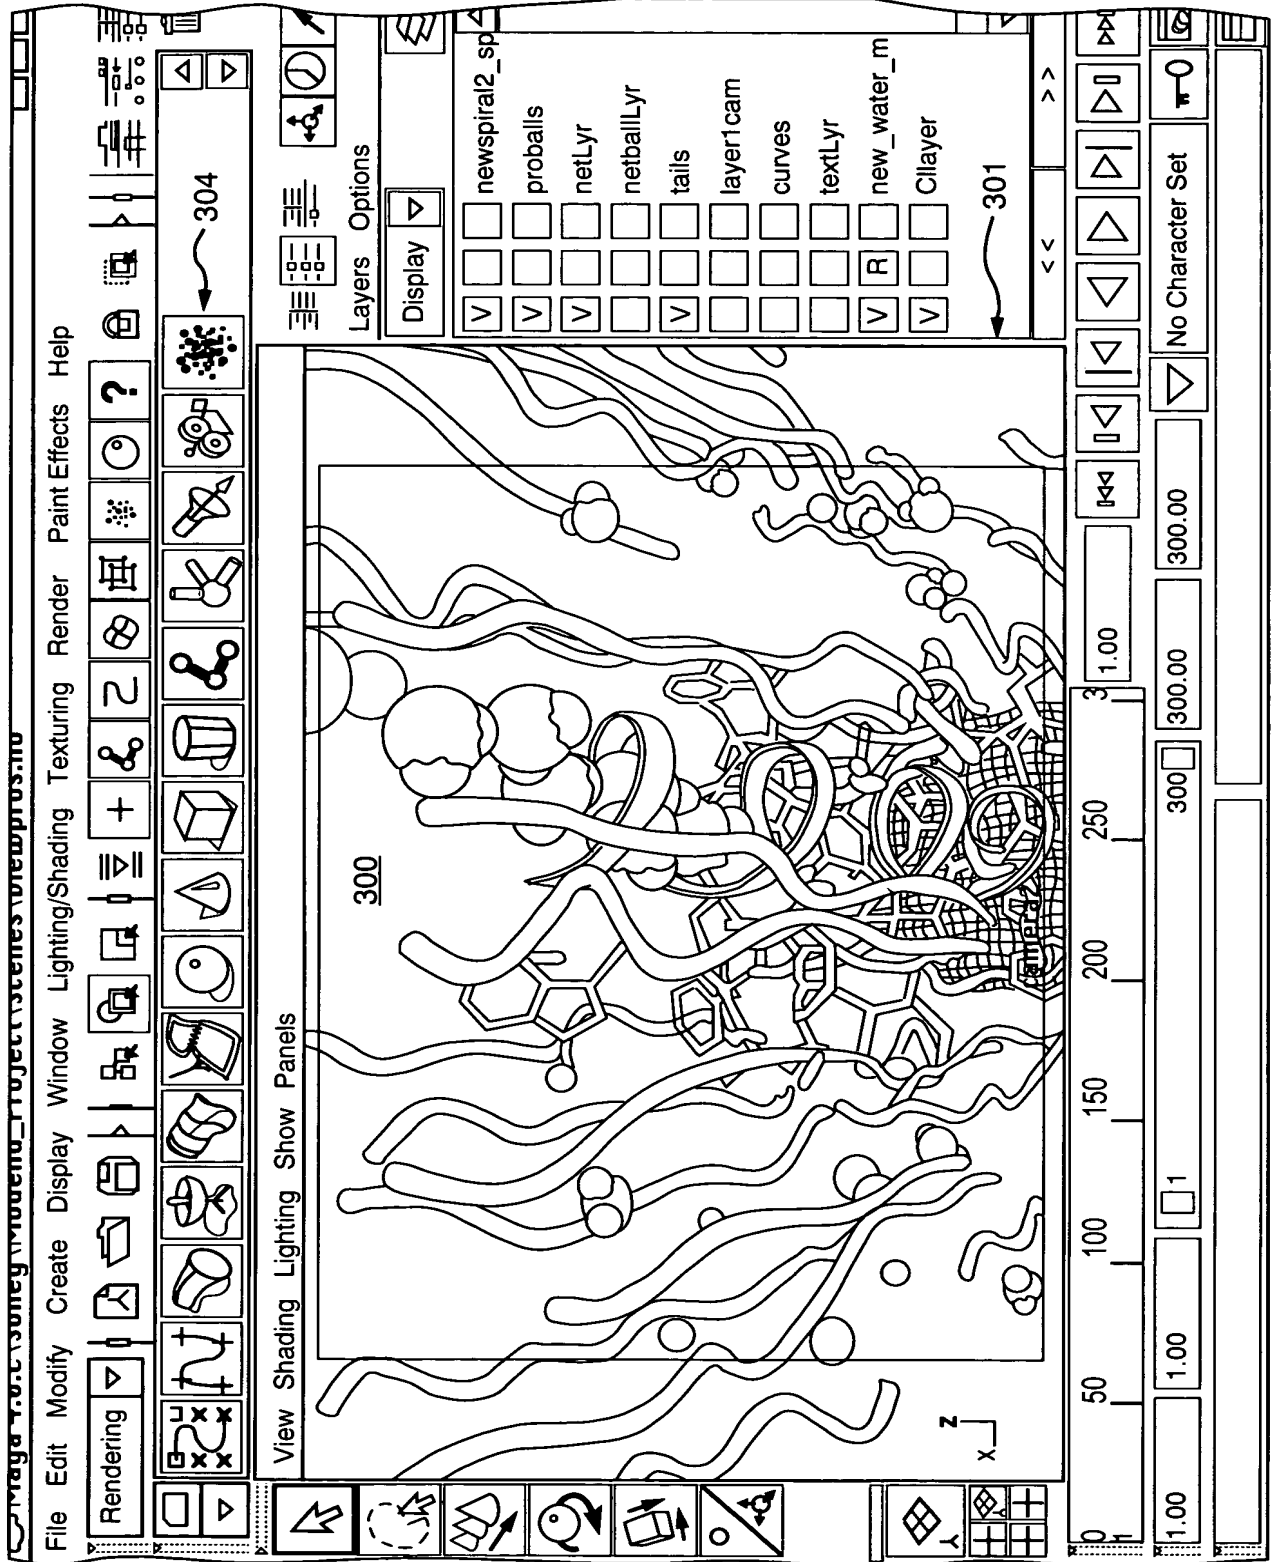 File Edit Modify Create Display Window Lighting/Shading Texturing Render Paint Effects Help
Rendering
?
304
View Shading Lighting Show Panels
300
Z
X
Layers Options
Display
V newspiral2_sp
V proballs
V netLyr
netballLyr
V tails
layer1cam
curves
textLyr
V R new_water_m
V Cllayer
301
<< >>
0 50 100 150 200 250 3
1
1.00
1.00 1.00 1 300 300.00 300.00 No Character Set